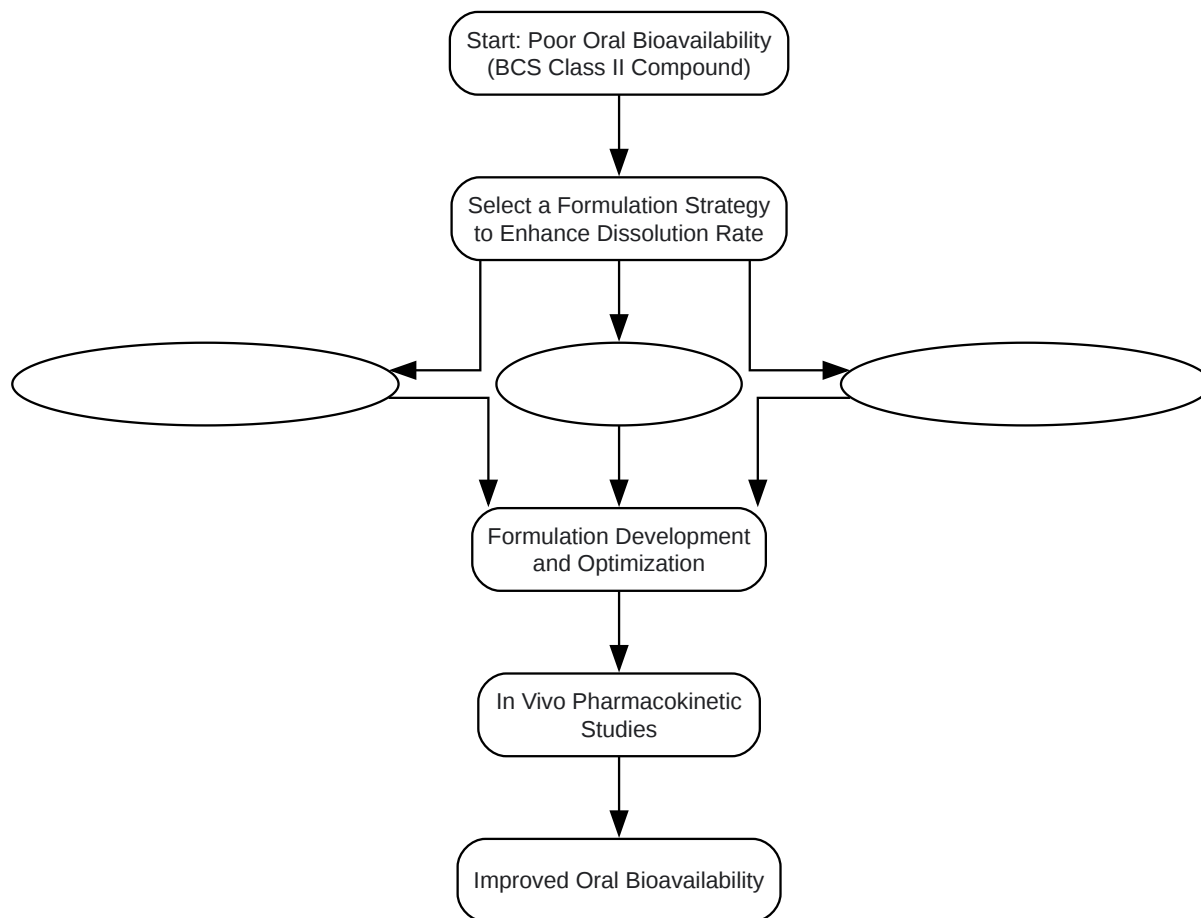 Start: Poor Oral Bioavailability
(BCS Class II Compound)
Select a Formulation Strategy
to Enhance Dissolution Rate
Formulation Development
and Optimization
In Vivo Pharmacokinetic
Studies
Improved Oral Bioavailability